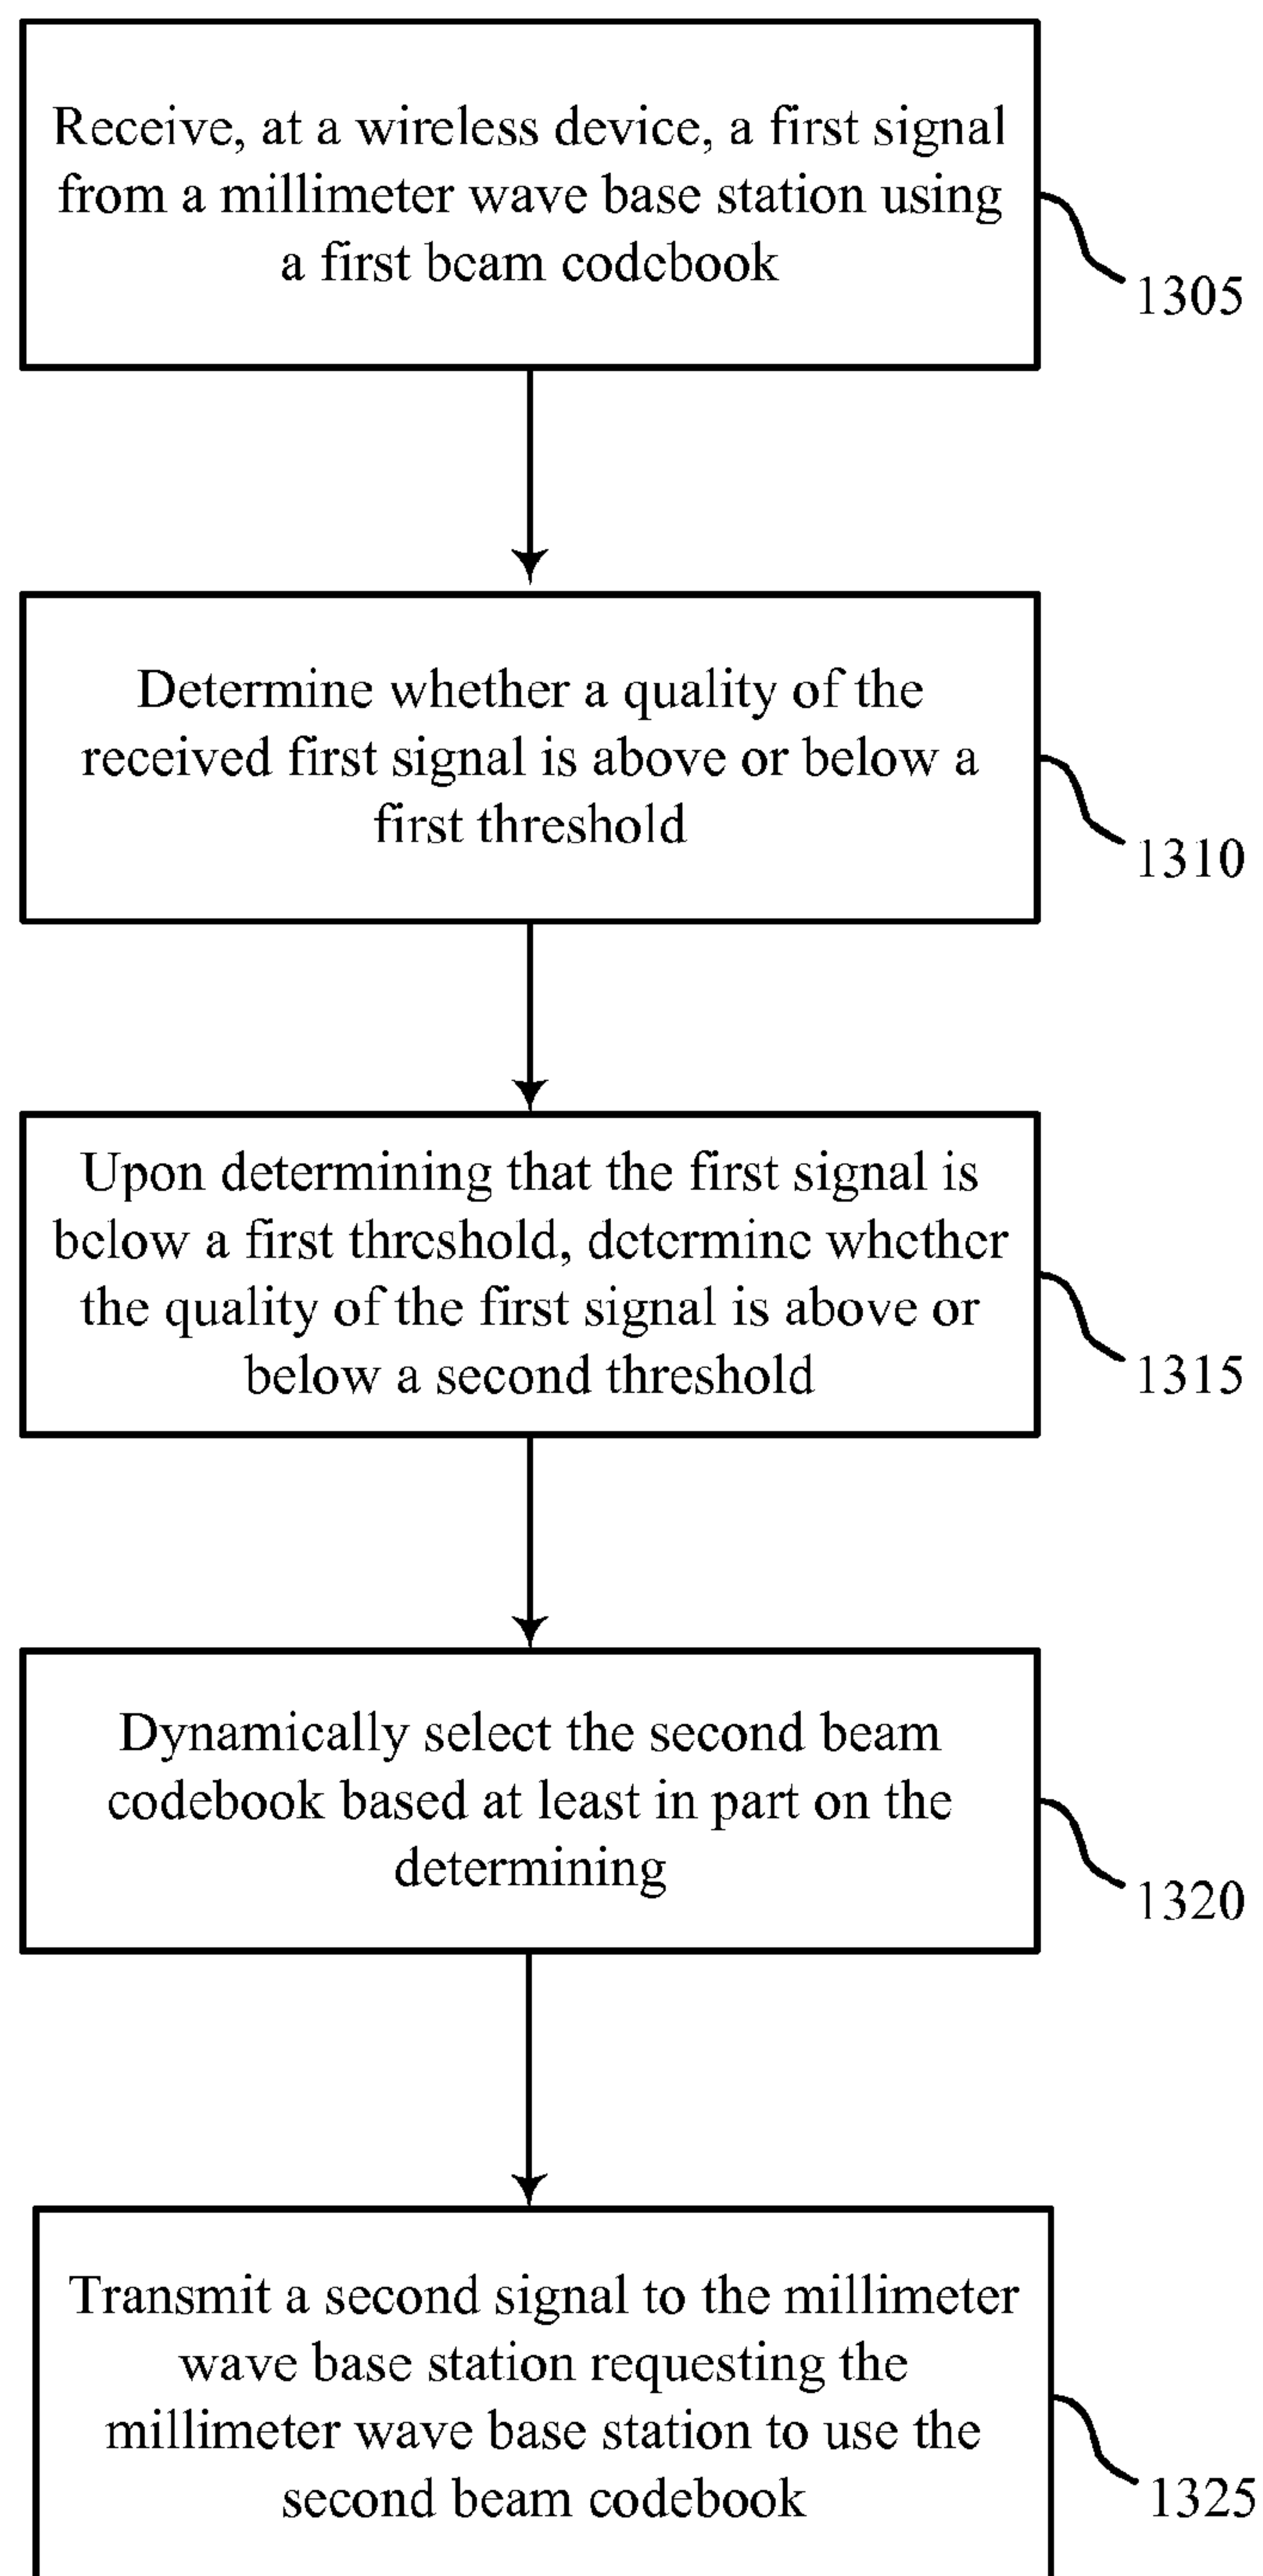 Receive, at a wireless device, a first signal
from a millimeter wave base station using
a first beam codebook
1305
Determine whether a quality of the
received first signal is above or below a
first threshold
1310
Upon determining that the first signal is
below a first threshold, determine whether
the quality of the first signal is above or
below a second threshold
1315
Dynamically select the second beam
codebook based at least in part on the
determining
1320
Transmit a second signal to the millimeter
wave base station requesting the
millimeter wave base station to use the
second beam codebook
1325